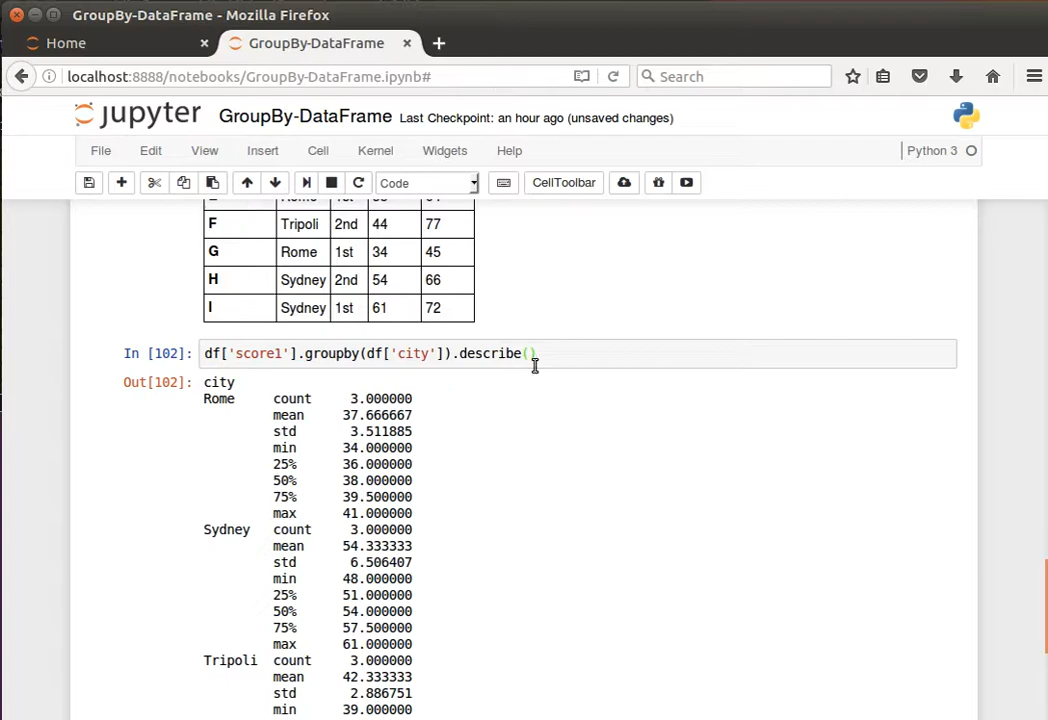 GroupBy-DataFrame - Mozilla Firefox
Home
GroupBy-DataFrame
localhost:8888/notebooks/GroupBy-DataFrame.ipynb#
Search
jupyter GroupBy-DataFrame Last Checkpoint: an hour ago (unsaved changes)
File Edit View Insert Cell Kernel Widgets Help Python 3
Code CellToolbar
F Tripoli 2nd 44 77
G Rome 1st 34 45
H Sydney 2nd 54 66
I Sydney 1st 61 72
In [102]: df['score1'].groupby(df['city']).describe()
Out[102]: city
Rome count 3.000000
mean 37.666667
std 3.511885
min 34.000000
25% 36.000000
50% 38.000000
75% 39.500000
max 41.000000
Sydney count 3.000000
mean 54.333333
std 6.506407
min 48.000000
25% 51.000000
50% 54.000000
75% 57.500000
max 61.000000
Tripoli count 3.000000
mean 42.333333
std 2.886751
min 39.000000